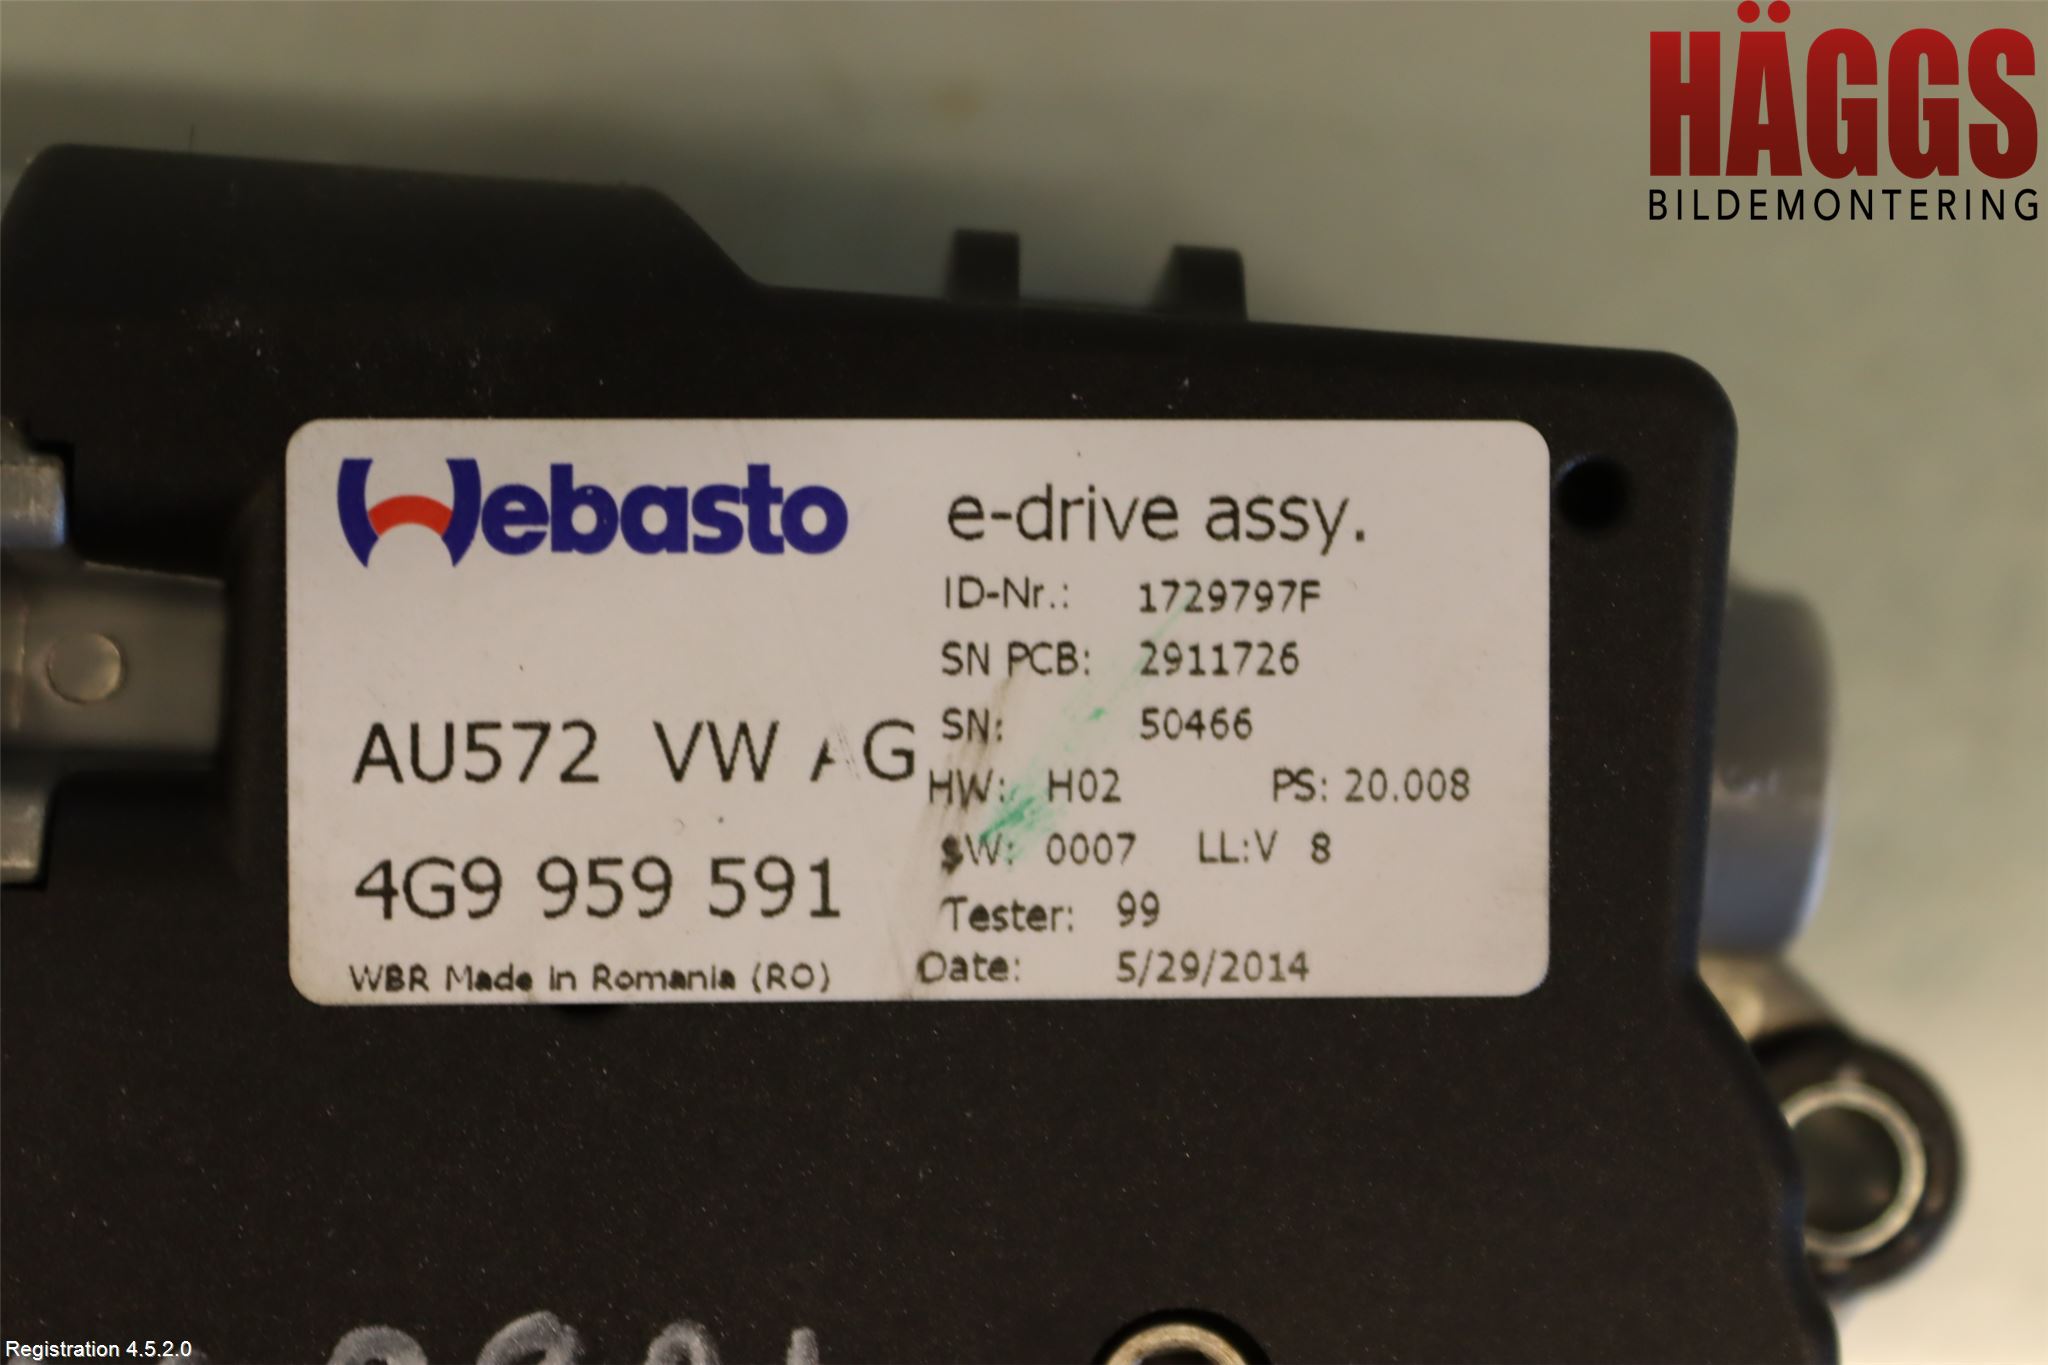 HÄGGS
BILDEMONTERING
Webasto
e-drive assy.
ID-Nr.: 1729797F
SN PCB: 2911726
SN: 50466
AU572 VW AG
HW: H02 PS: 20.008
SW: 0007 LL:V 8
4G9 959 591
Tester: 99
WBR Made in Romania (RO)
Date: 5/29/2014
Registration 4.5.2.0